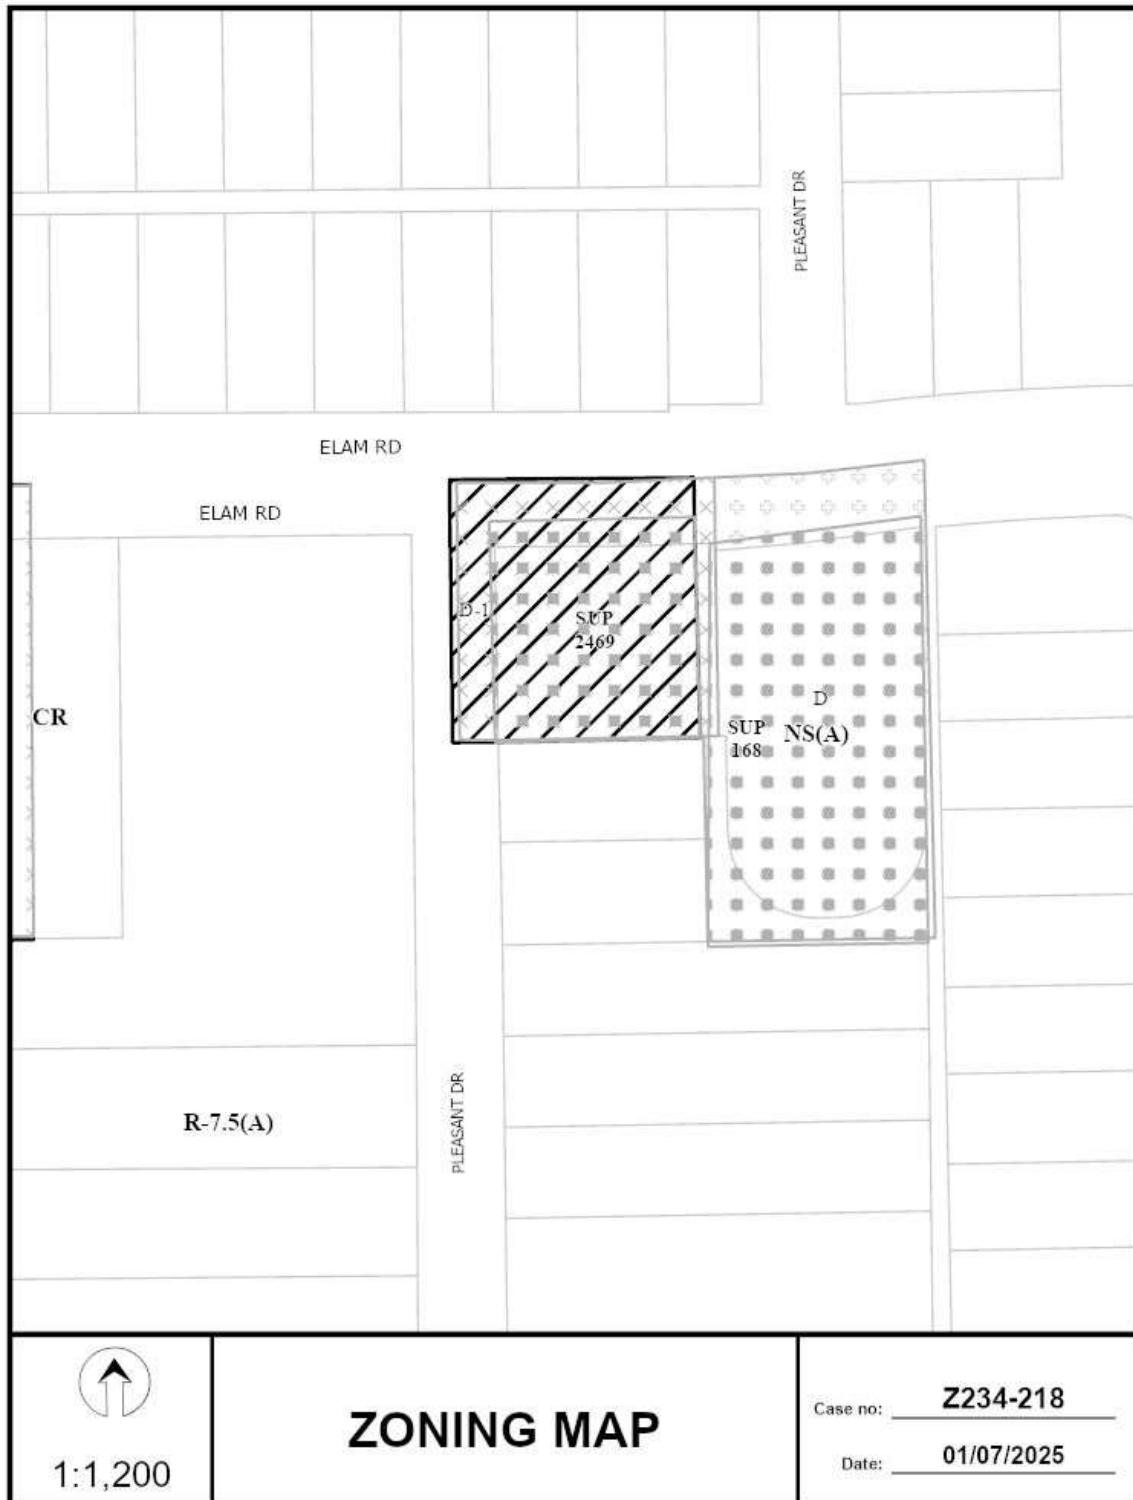 PLEASANT DR
ELAM RD
ELAM RD
D-1
SUP
2469
CR
D
SUP
168
NS(A)
R-7.5(A)
PLEASANT DR
1:1,200
ZONING MAP
Case no: Z234-218
Date: 01/07/2025